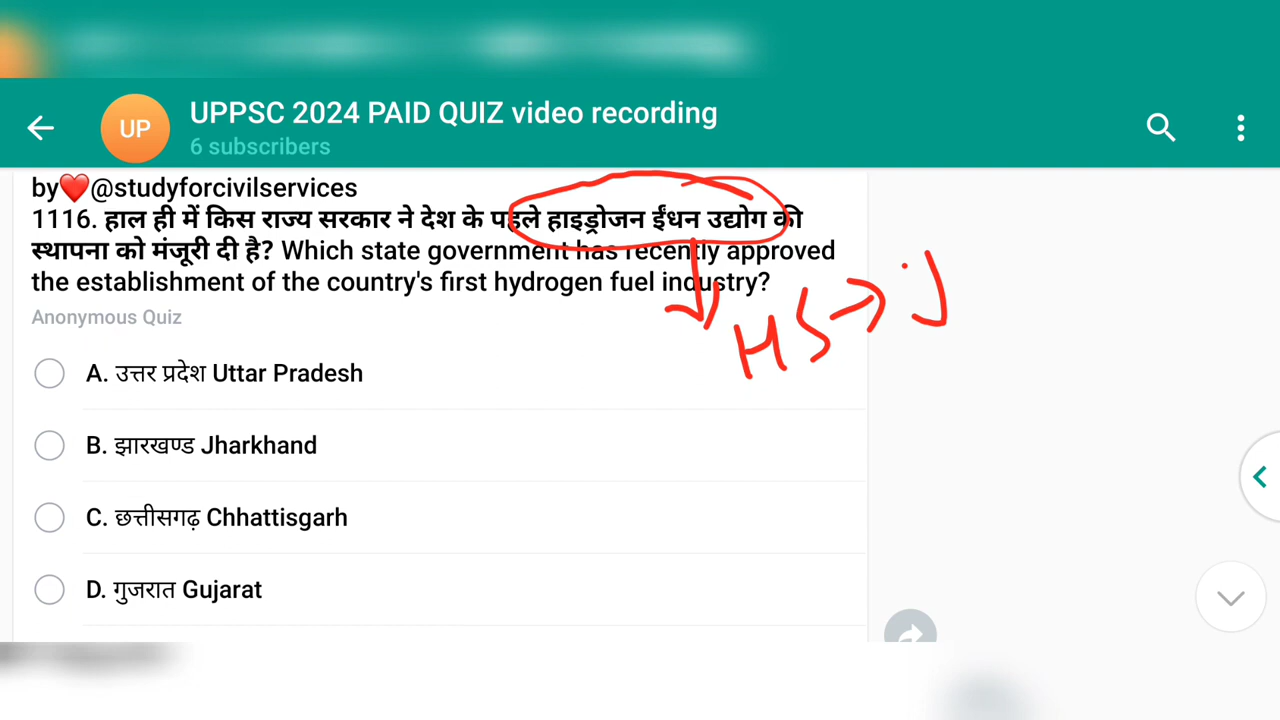 UP
UPPSC 2024 PAID QUIZ video recording
6 subscribers
by❤️@studyforcivilservices
1116. हाल ही में किस राज्य सरकार ने देश के पहले हाइड्रोजन ईंधन उद्योग की
स्थापना को मंजूरी दी है? Which state government has recently approved
the establishment of the country's first hydrogen fuel industry?
HS→j
Anonymous Quiz
A. उत्तर प्रदेश Uttar Pradesh
B. झारखण्ड Jharkhand
C. छत्तीसगढ़ Chhattisgarh
D. गुजरात Gujarat